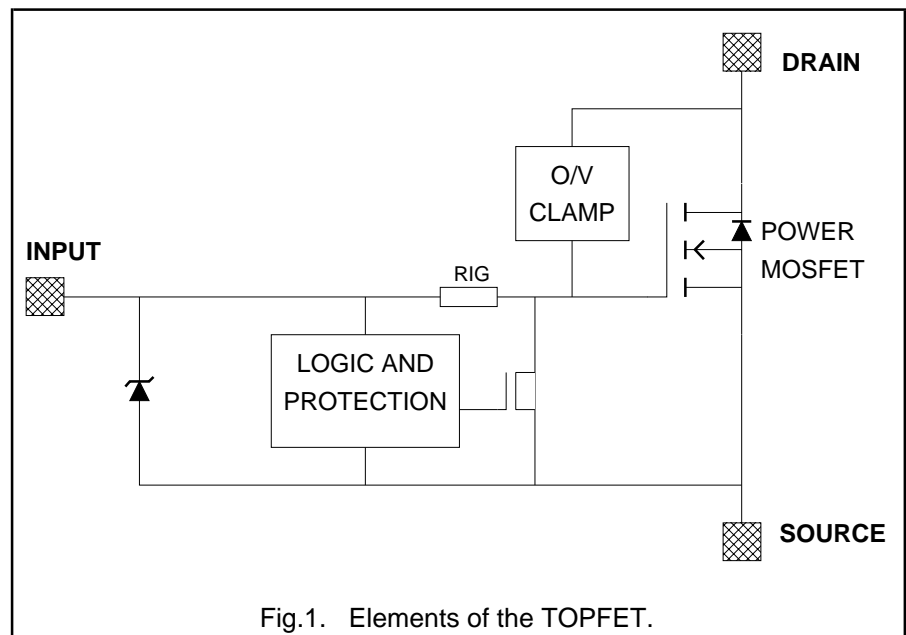 DRAIN
O/V
CLAMP
POWER
MOSFET
INPUT
RIG
LOGIC AND
PROTECTION
SOURCE
Fig.1. Elements of the TOPFET.